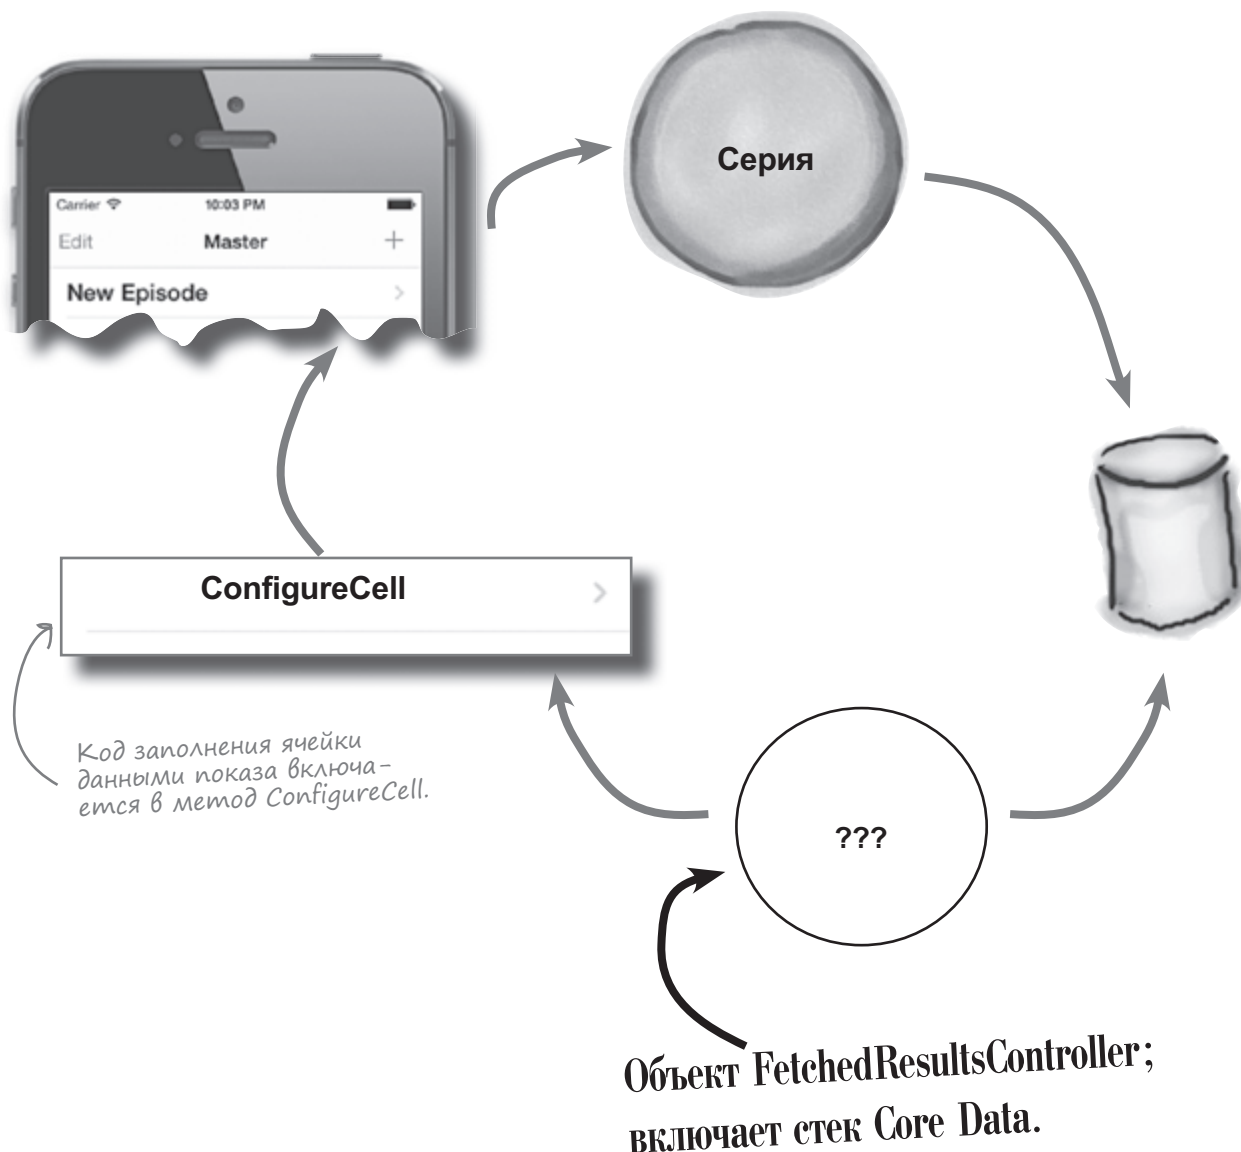 Серия
Carrier 10:03 PM
Edit Master +
New Episode
ConfigureCell
Код заполнения ячейки
данными показа включа-
ется в метод ConfigureCell.
???
Объект FetchedResultsController;
включает стек Core Data.